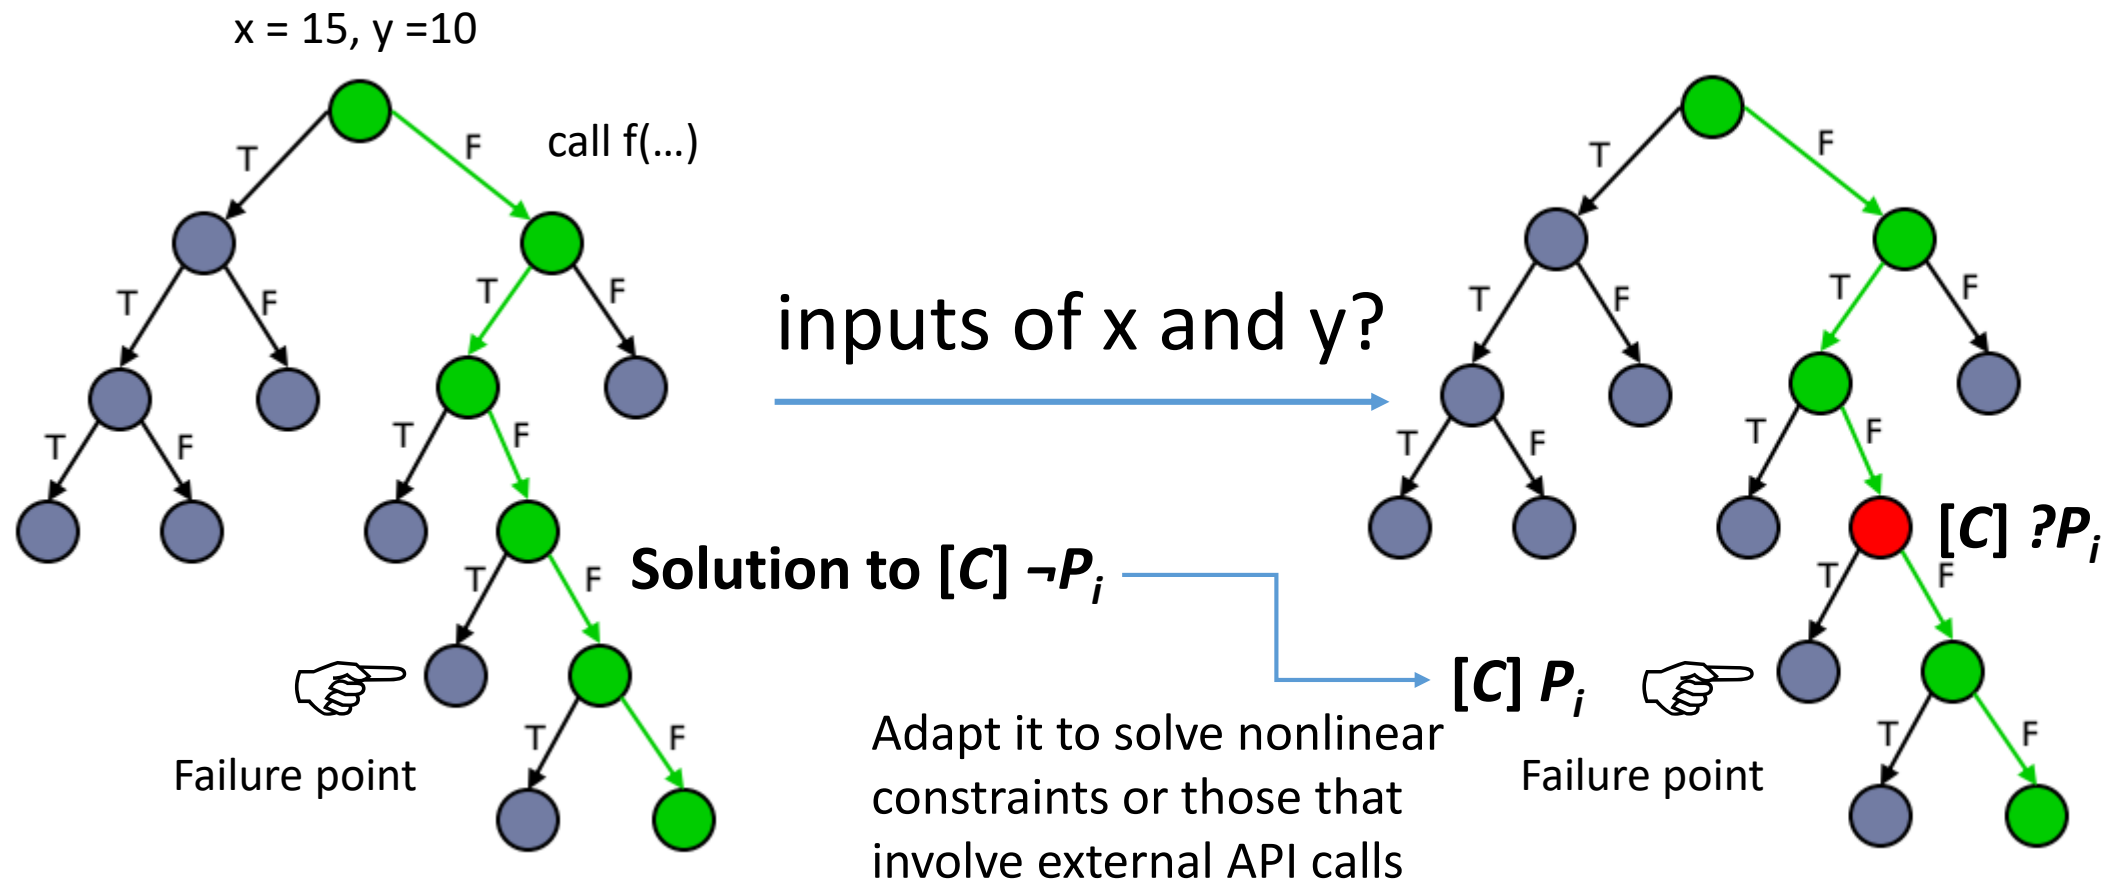 x = 15, y =10
call f(...)
T
F
T
F
T
F
T
F
T
F
T
F
T
F
T
F
inputs of x and y?
Solution to [C] ¬Pi
Failure point
[C] Pi
Adapt it to solve nonlinear
constraints or those that
involve external API calls
T
F
T
F
T
F
T
F
T
F
T
F
T
F
[C] ?Pi
Failure point